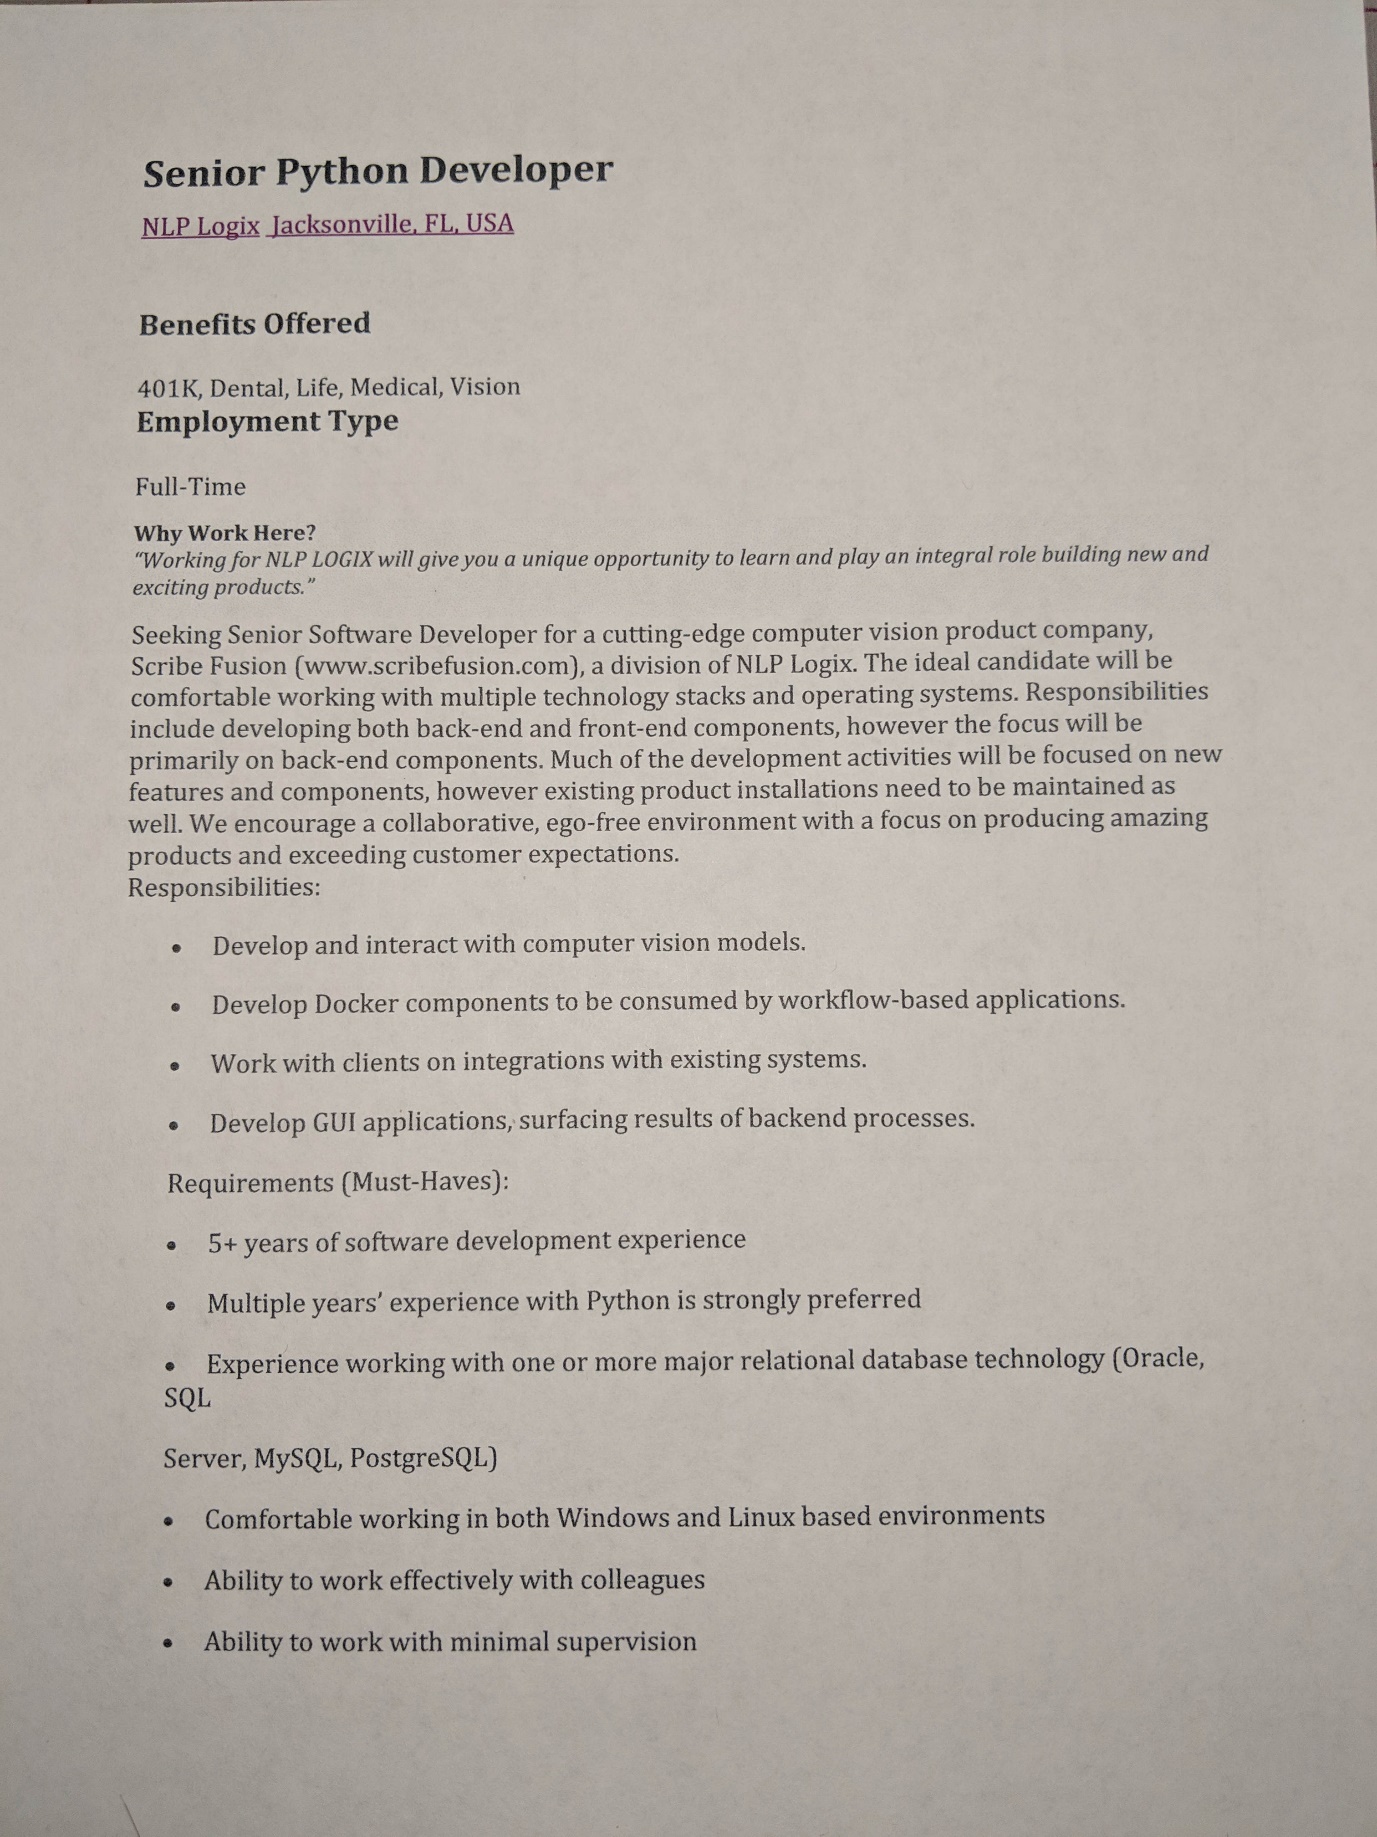 Senior Python Developer
NLP Logix Jacksonville, FL, USA
Benefits Offered
401K, Dental, Life, Medical, Vision
Employment Type
Full-Time
Why Work Here?
“Working for NLP LOGIX will give you a unique opportunity to learn and play an integral role building new and
exciting products.”
Seeking Senior Software Developer for a cutting-edge computer vision product company,
Scribe Fusion (www.scribefusion.com), a division of NLP Logix. The ideal candidate will be
comfortable working with multiple technology stacks and operating systems. Responsibilities
include developing both back-end and front-end components, however the focus will be
primarily on back-end components. Much of the development activities will be focused on new
features and components, however existing product installations need to be maintained as
well. We encourage a collaborative, ego-free environment with a focus on producing amazing
products and exceeding customer expectations.
Responsibilities:
• Develop and interact with computer vision models.
• Develop Docker components to be consumed by workflow-based applications.
• Work with clients on integrations with existing systems.
• Develop GUI applications, surfacing results of backend processes.
Requirements (Must-Haves):
• 5+ years of software development experience
• Multiple years’ experience with Python is strongly preferred
• Experience working with one or more major relational database technology (Oracle,
SQL
Server, MySQL, PostgreSQL)
• Comfortable working in both Windows and Linux based environments
• Ability to work effectively with colleagues
• Ability to work with minimal supervision